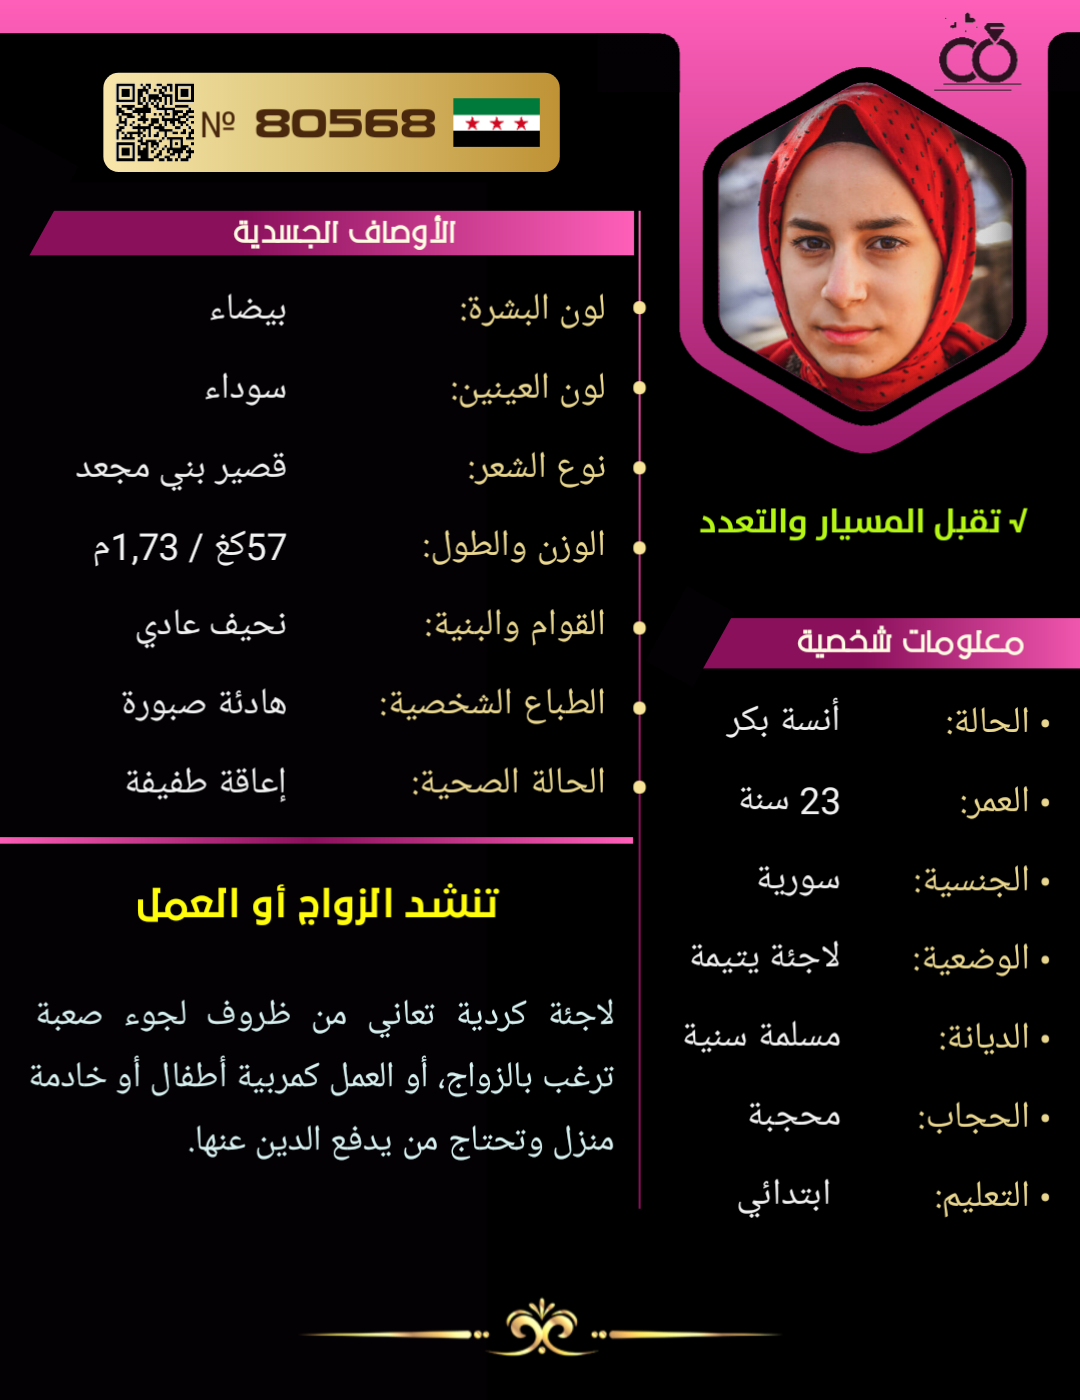 № 80568
√ تقبل المسيار والتعدد
معلومات شخصية
• الحالة: أنسة بكر
• العمر: 23 سنة
• الجنسية: سورية
• الوضعية: لاجئة يتيمة
• الديانة: مسلمة سنية
• الحجاب: محجبة
• التعليم: ابتدائي
الأوصاف الجسدية
لون البشرة: بيضاء
لون العينين: سوداء
نوع الشعر: قصير بني مجعد
الوزن والطول: 57كغ / 1,73م
القوام والبنية: نحيف عادي
الطباع الشخصية: هادئة صبورة
الحالة الصحية: إعاقة طفيفة
تنشد الزواج أو العمل
لاجئة كردية تعاني من ظروف لجوء صعبة
ترغب بالزواج، أو العمل كمربية أطفال أو خادمة
منزل وتحتاج من يدفع الدين عنها.